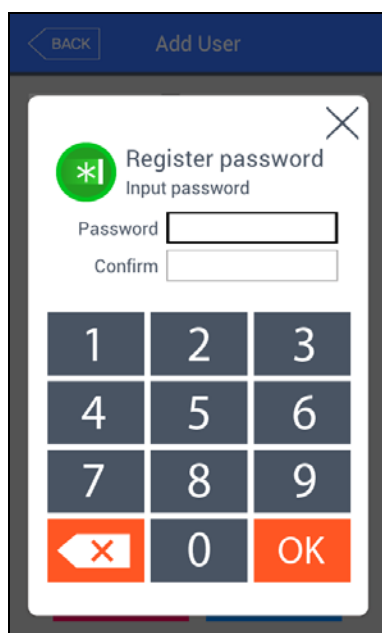 BACK Add User
Register password
Input password
Password
Confirm
1 2 3
4 5 6
7 8 9
0 OK